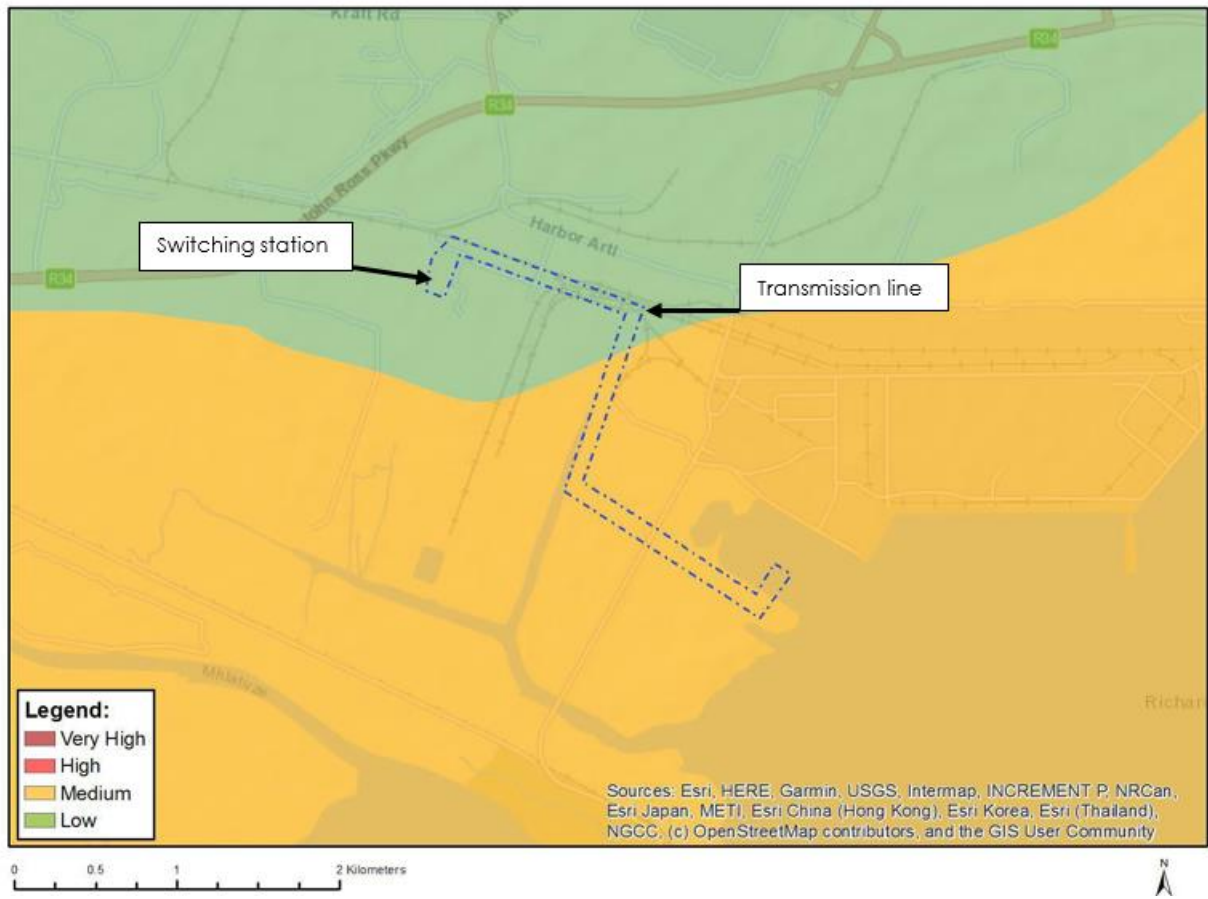 Kraft Rd
R34
R34
John Ross Pkwy
Harbor Artl
Switching station
R34
Transmission line
Mhlatuze
Richar
Legend:
Very High
High
Medium
Low
Sources: Esri, HERE, Garmin, USGS, Intermap, INCREMENT P, NRCan,
Esri Japan, METI, Esri China (Hong Kong), Esri Korea, Esri (Thailand),
NGCC, (c) OpenStreetMap contributors, and the GIS User Community
0 0.5 1 2 Kilometers
N